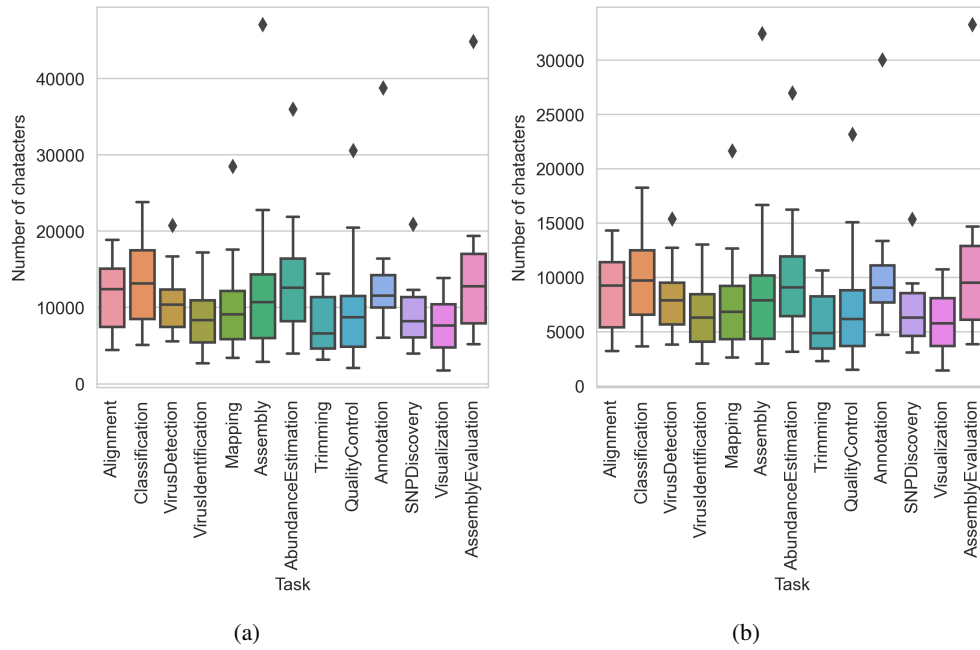 Number of chatacters
40000
30000
20000
10000
0
Alignment
Classification
VirusDetection
VirusIdentification
Mapping
Assembly
AbundanceEstimation
Trimming
QualityControl
Annotation
SNPDiscovery
Visualization
AssemblyEvaluation
Task
(a)
Number of chatacters
30000
25000
20000
15000
10000
5000
0
Alignment
Classification
VirusDetection
VirusIdentification
Mapping
Assembly
AbundanceEstimation
Trimming
QualityControl
Annotation
SNPDiscovery
Visualization
AssemblyEvaluation
Task
(b)